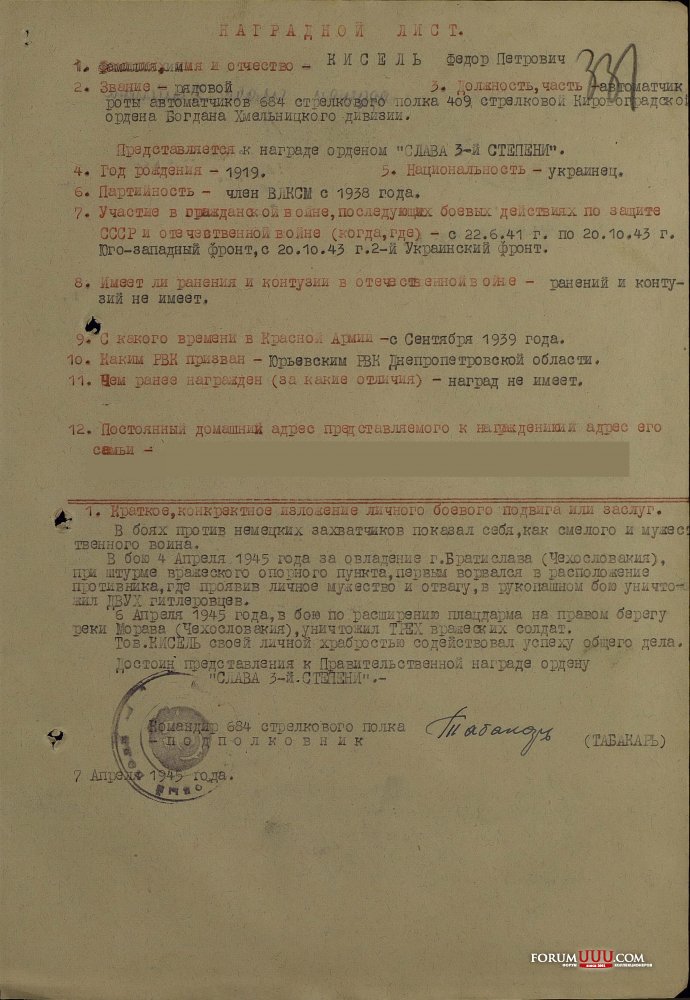 НАГРАДНОЙ ЛИСТ.
1. Фамилия, имя и отчество – КИСЕЛЬ Федор Петрович
331
2. Звание – рядовой 3. Должность,часть –автоматчик
роты автоматчиков 684 стрелкового полка 409 стрелковой Кировоградской
ордена Богдана Хмельницкого дивизии.
Представляется к награде орденом "СЛАВА 3-й СТЕПЕНИ".
4. Год рождения – 1919. 5. Национальность – украинец.
6. Партийность – член ВЛКСМ с 1938 года.
7. Участие в гражданской войне,последующих боевых действиях по защите
СССР и отечественной войне (когда,где) – с 22.6.41 г. по 20.10.43 г.
Юго-западный фронт,с 20.10.43 г.2-й Украинский фронт.
8. Имеет ли ранения и контузии в отечественной войне – ранений и конту-
зий не имеет.
9. С какого времени в Красной Армии –с Сентября 1939 года.
10. Каким РВК призван – Юрьевским РВК Днепропетровской области.
11. Чем ранее награжден (за какие отличия) – наград не имеет.
12. Постоянный домашний адрес представляемого к награждению и адрес его
семьи –
1. Краткое,конкретное изложение личного боевого подвига или заслуг.
В боях против немецких захватчиков показал себя,как смелого и мужес
твенного воина.
В бою 4 Апреля 1945 года за овладение г.Братислава (Чехословакия),
при штурме вражеского опорного пункта,первым ворвался в расположение
противника,где проявив личное мужество и отвагу,в рукопашном бою уничто-
жил ДВУХ гитлеровцев.
6 Апреля 1945 года,в бою по расширению плацдарма на правом берегу
реки Морава (Чехословакия),уничтожил ТРЕХ вражеских солдат.
Тов.КИСЕЛЬ своей личной храбростью содействовал успеху общего дела.
Достоин представления к Правительственной награде ордену
"СЛАВА 3-й.СТЕПЕНИ".–
Командир 684 стрелкового полка
–ПОДПОЛКОВНИК Табакарь (ТАБАКАРЬ)
7 Апреля 1945 года.
FORUMUUU.COM